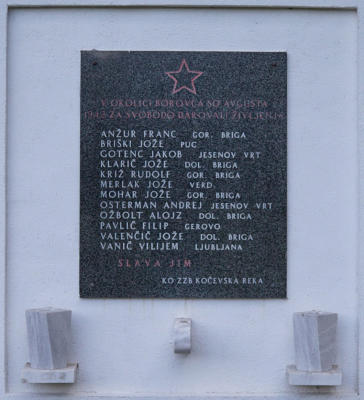 V OKOLICI BOROVCA SO AVGUSTA
1942 ZA SVOBODO DAROVALI ŽIVLJENJA
ANŽUR FRANC GOR. BRIGA
BRIŠKI JOŽE PUC
GOTENC JAKOB JESENOV VRT
KLARIČ JOŽE DOL. BRIGA
KRIŽ RUDOLF GOR. BRIGA
MERLAK JOŽE VERD
MOHAR JOŽE GOR. BRIGA
OSTERMAN ANDREJ JESENOV VRT
OŽBOLT ALOJZ DOL. BRIGA
PAVLIČ FILIP GEROVO
VALENČIČ JOŽE DOL. BRIGA
VANIČ VILIJEM LJUBLJANA
SLAVA JIM
KO ZZB KOČEVSKA REKA